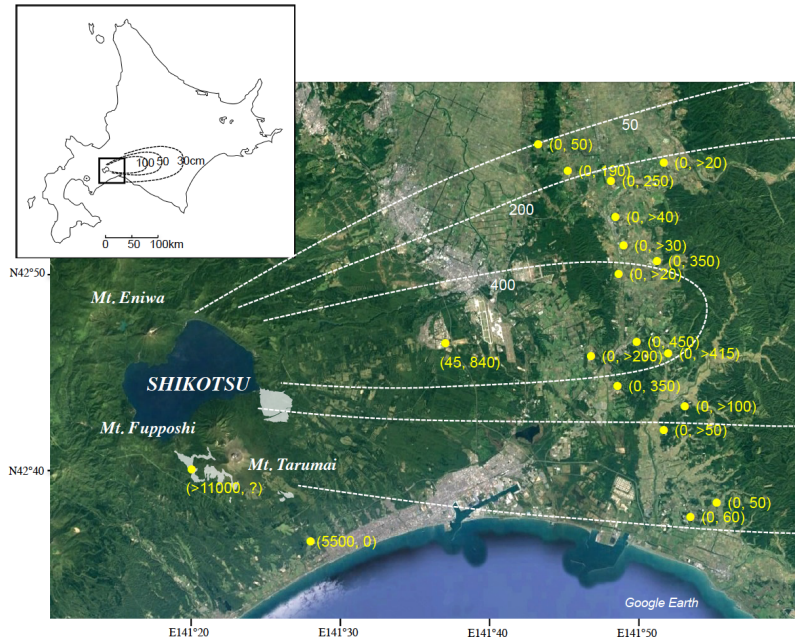 100 50 30cm
0 50 100km
50
(0, 50)
(0, >20)
(0, 190)
(0, 250)
200
(0, >40)
(0, >30)
(0, 350)
N42°50
(0, >20)
400
Mt. Eniwa
(0, 450)
(0, >415)
(0, >200)
(45, 840)
SHIKOTSU
(0, 350)
(0, >100)
Mt. Fupposhi
(0, >50)
Mt. Tarumai
N42°40
(>11000, ?)
(0, 50)
(0, 60)
(5500, 0)
Google Earth
E141°20 E141°30 E141°40 E141°50